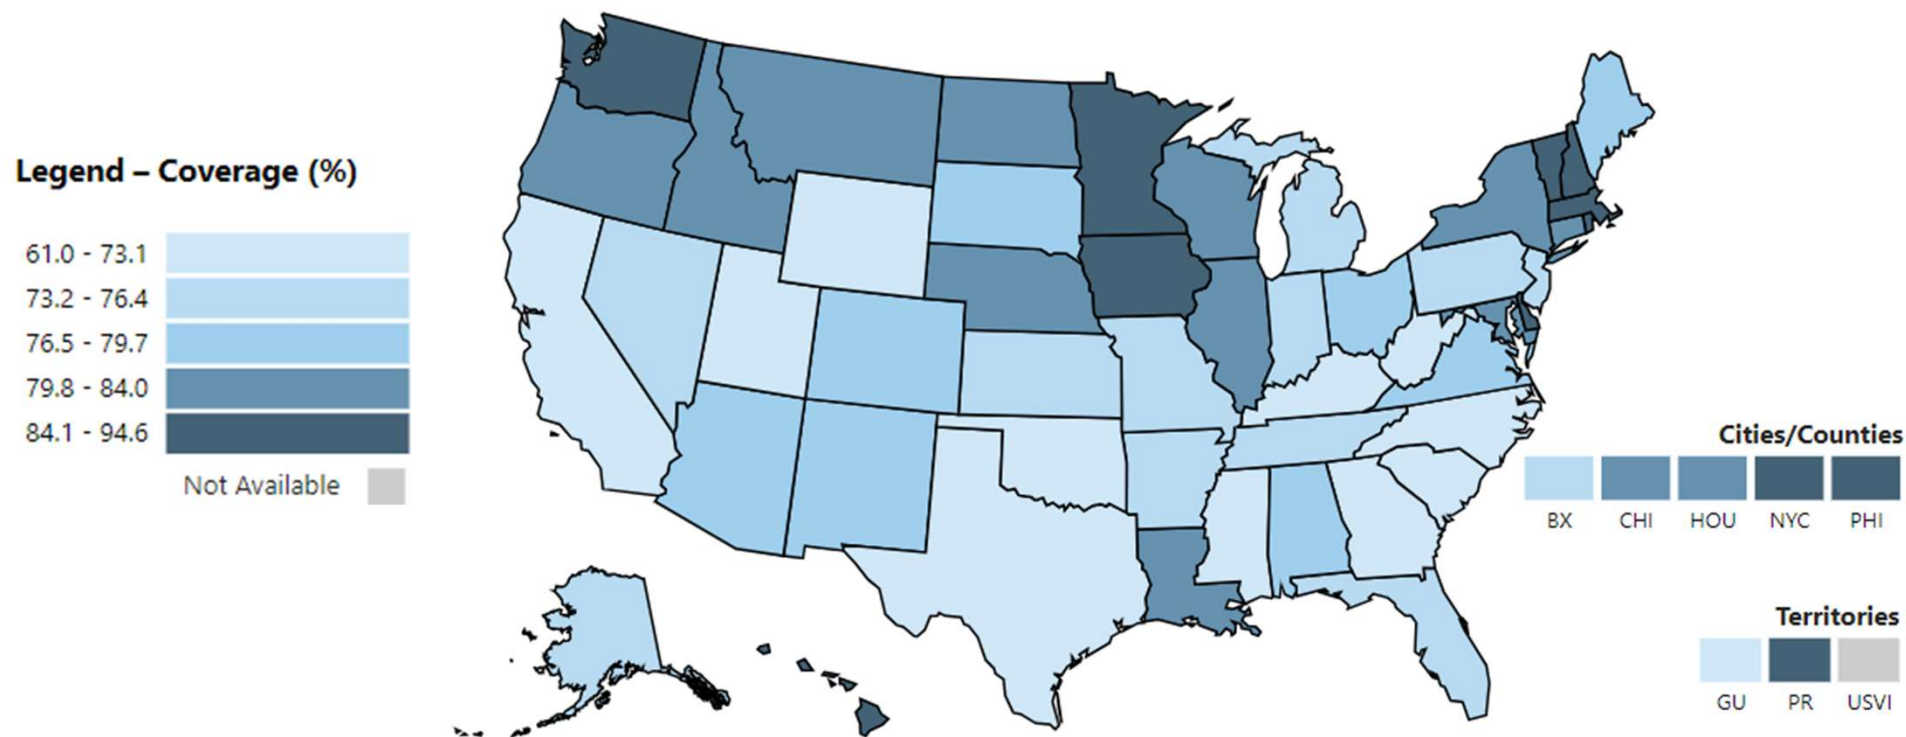 Legend – Coverage (%)
61.0 - 73.1
73.2 - 76.4
76.5 - 79.7
79.8 - 84.0
84.1 - 94.6
Not Available
Cities/Counties
BX CHI HOU NYC PHI
Territories
GU PR USVI